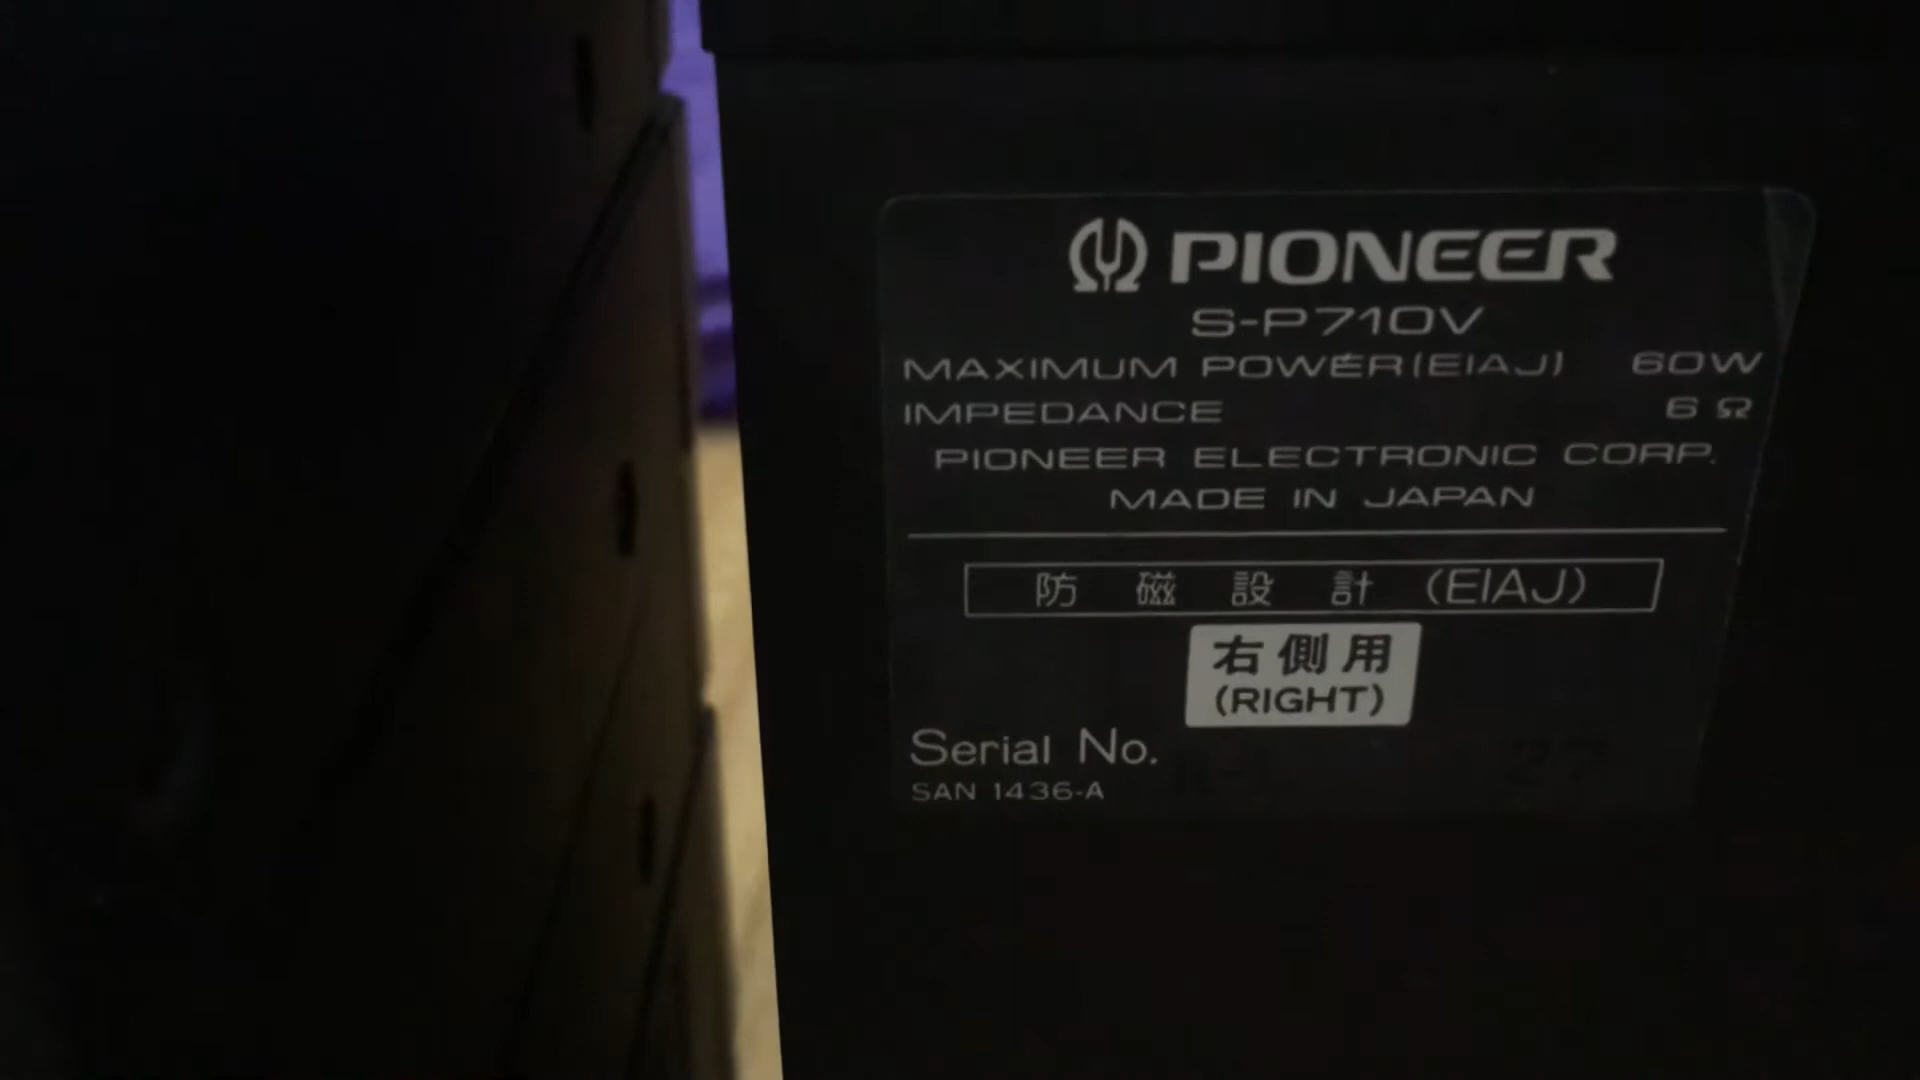 PIONEER
S-P710V
MAXIMUM POWER(EIAJ) 60W
IMPEDANCE 6 Ω
PIONEER ELECTRONIC CORP.
MADE IN JAPAN
防磁設計 (EIAJ)
右側用
(RIGHT)
Serial No.
SAN 1436-A